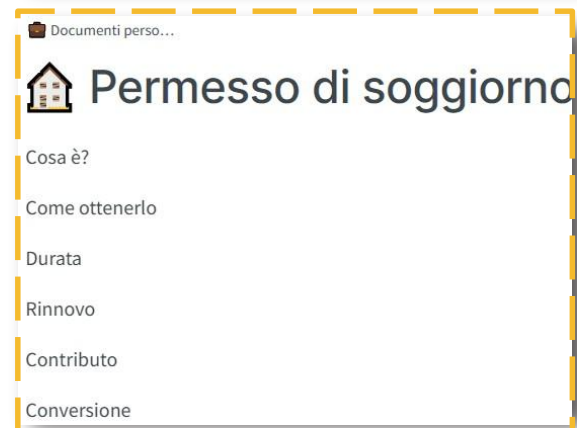 Documenti perso…
Permesso di soggiorno
Cosa è?
Come ottenerlo
Durata
Rinnovo
Contributo
Conversione